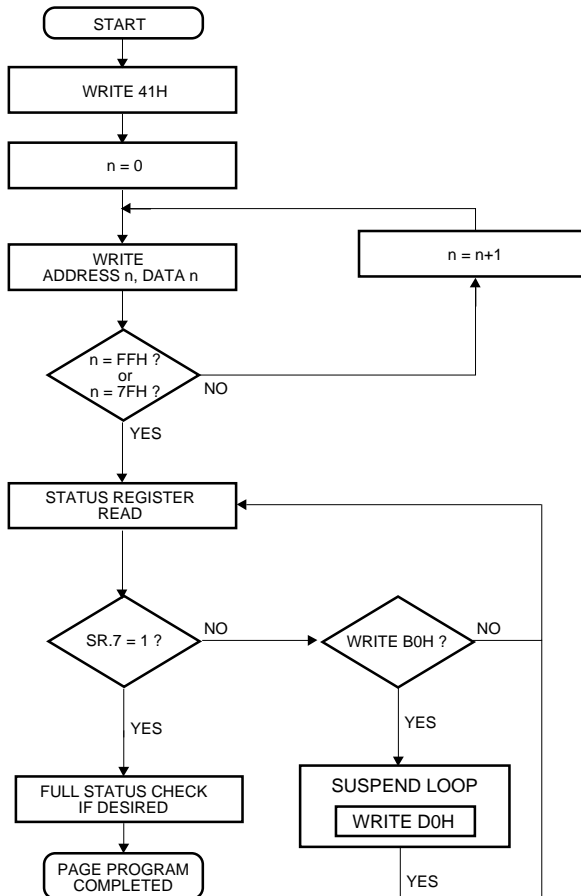 START
WRITE 41H
n = 0
WRITE
ADDRESS n, DATA n
n = n+1
n = FFH ?
or
n = 7FH ?
NO
YES
STATUS REGISTER
READ
SR.7 = 1 ?
NO
WRITE B0H ?
NO
YES
YES
FULL STATUS CHECK
IF DESIRED
SUSPEND LOOP
WRITE D0H
PAGE PROGRAM
COMPLETED
YES